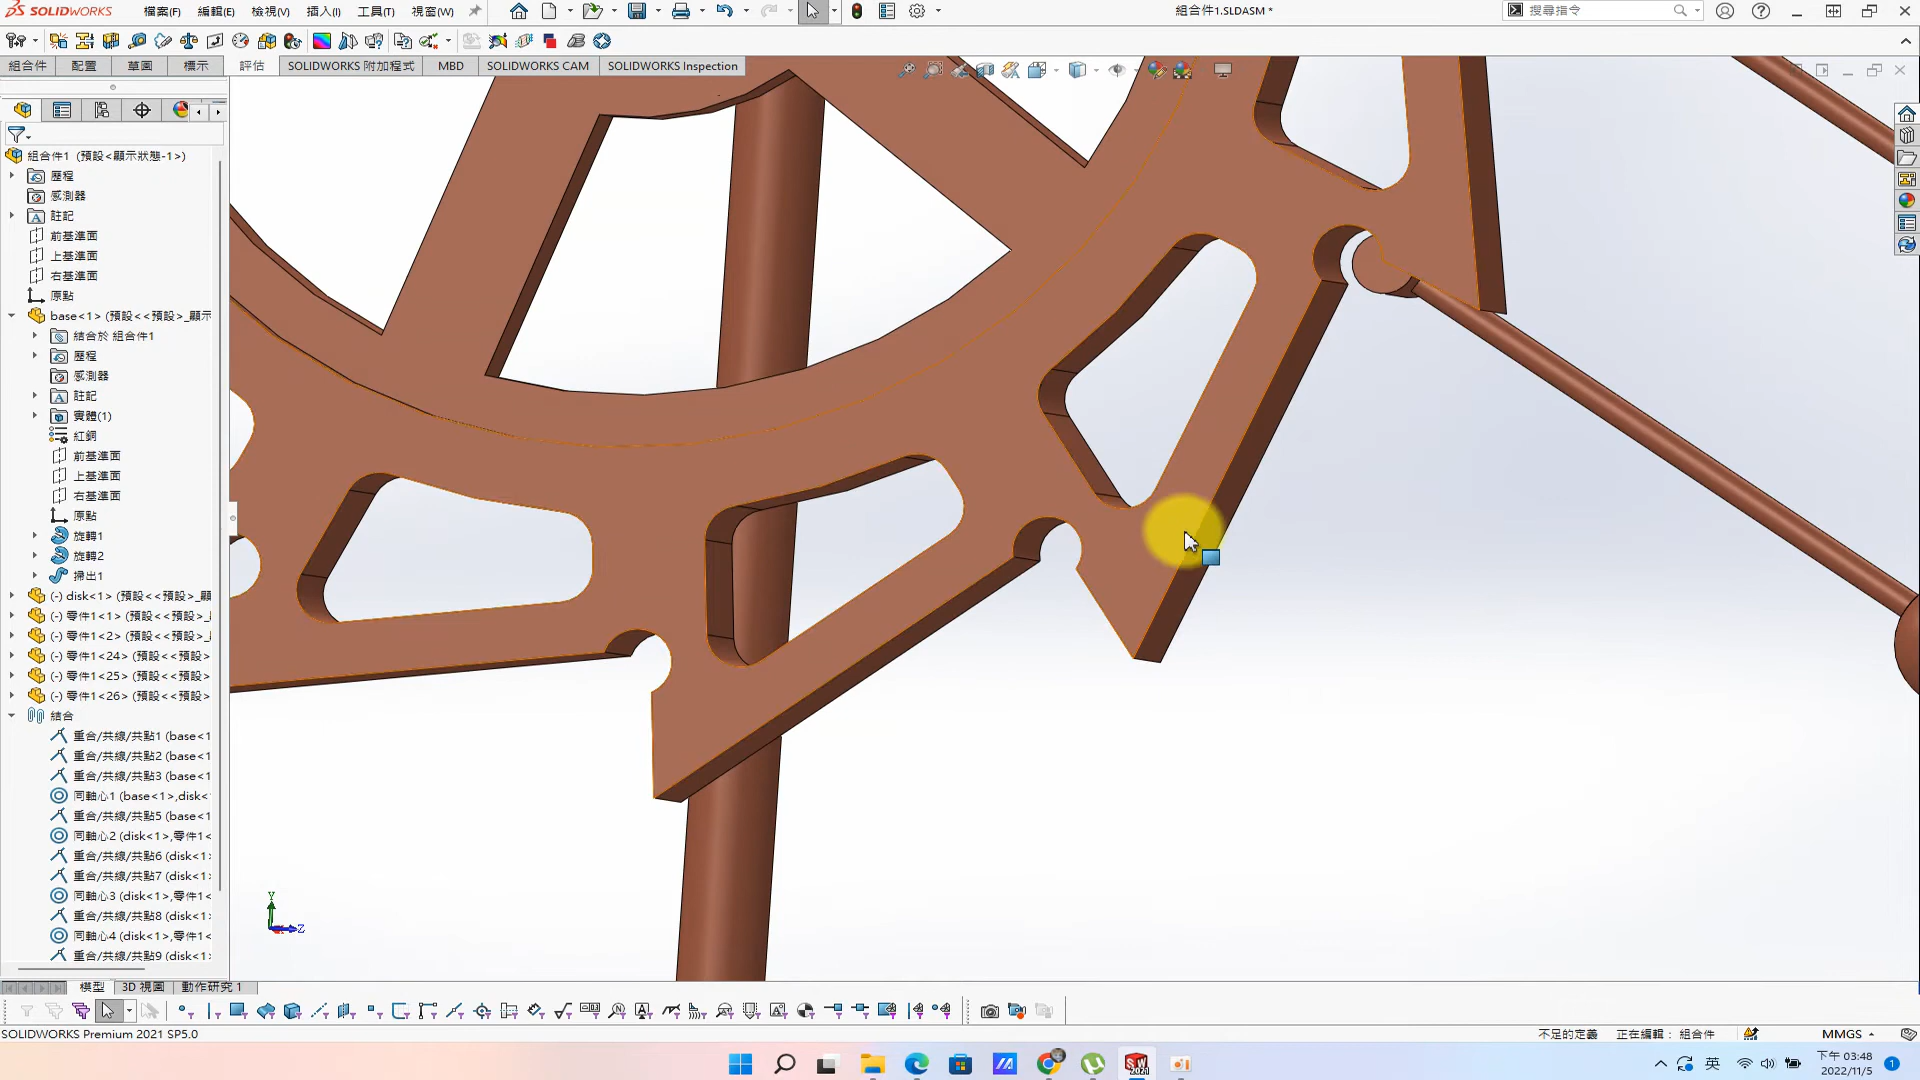 SOLIDWORKS 檔案(F) 編輯(E) 檢視(V) 插入(I) 工具(T) 視窗(W) 組合件1.SLDASM * 搜尋指令
組合件 配置 草圖 標示 評估 SOLIDWORKS 附加程式 MBD SOLIDWORKS CAM SOLIDWORKS Inspection
組合件1 (預設<顯示狀態-1>)
歷程
感測器
註記
前基準面
上基準面
右基準面
原點
base<1> (預設<<預設>_顯示
結合於 組合件1
歷程
感測器
註記
實體(1)
紅銅
前基準面
上基準面
右基準面
原點
旋轉1
旋轉2
掃出1
(-) disk<1> (預設<<預設>_顯
(-) 零件1<1> (預設<<預設>_
(-) 零件1<2> (預設<<預設>_
(-) 零件1<24> (預設<<預設>
(-) 零件1<25> (預設<<預設>
(-) 零件1<26> (預設<<預設>
結合
重合/共線/共點1 (base<1
重合/共線/共點2 (base<1
重合/共線/共點3 (base<1
同軸心1 (base<1>,disk<
重合/共線/共點5 (base<1
同軸心2 (disk<1>,零件1<
重合/共線/共點6 (disk<1
重合/共線/共點7 (disk<1
同軸心3 (disk<1>,零件1<
重合/共線/共點8 (disk<1
同軸心4 (disk<1>,零件1<
重合/共線/共點9 (disk<1
Y
Z
模型 3D 視圖 動作研究 1
SOLIDWORKS Premium 2021 SP5.0 不足的定義 正在編輯： 組合件 MMGS
英 下午 03:48
2022/11/5 1